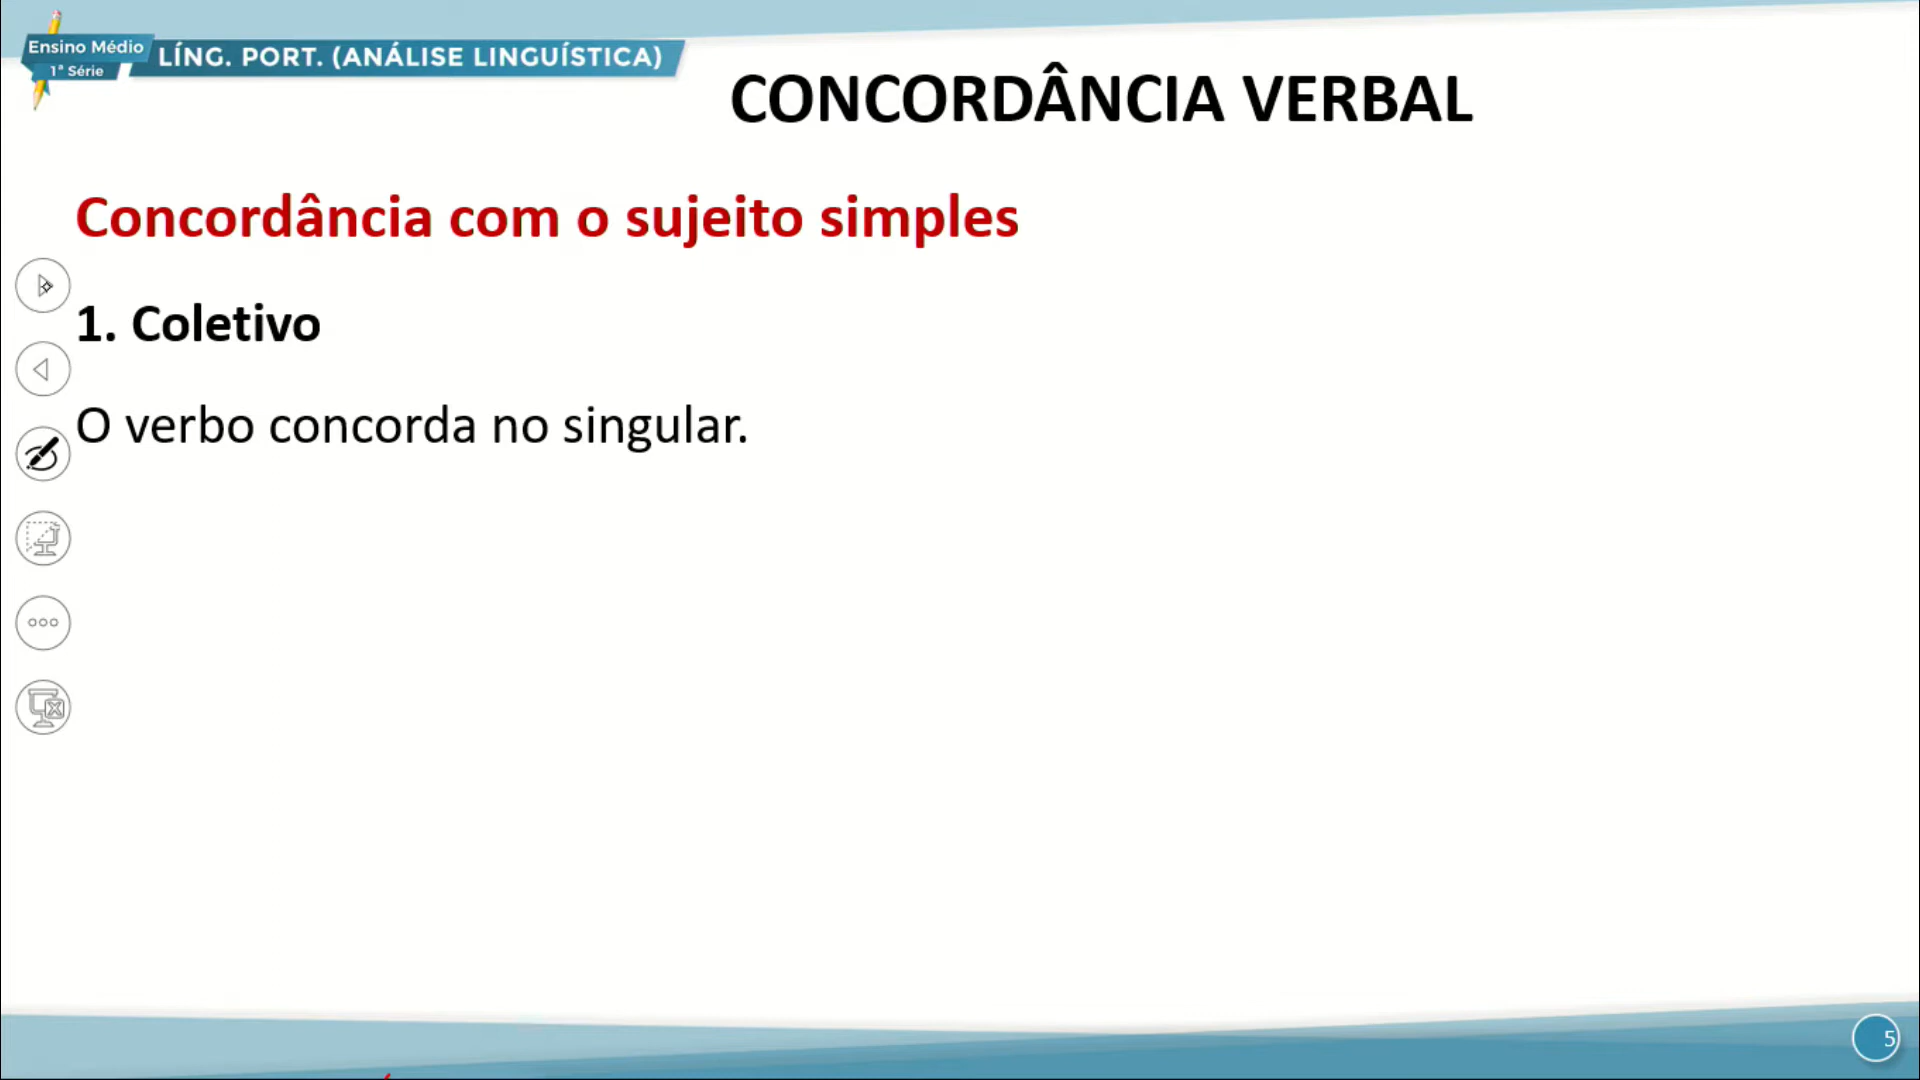 Ensino Médio
1ª Série
LÍNG. PORT. (ANÁLISE LINGUÍSTICA)
CONCORDÂNCIA VERBAL
Concordância com o sujeito simples
1. Coletivo
O verbo concorda no singular.
5